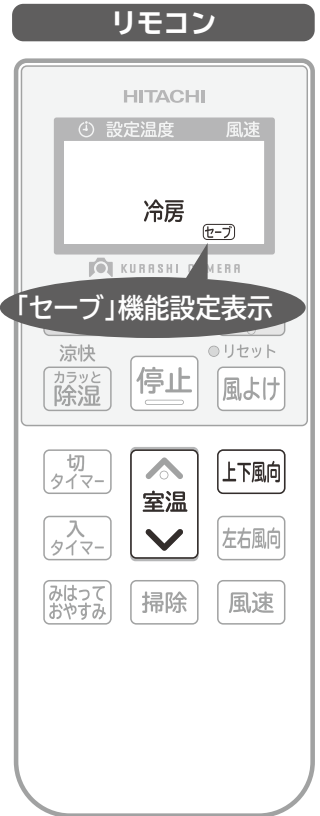 リモコン
HITACHI
設定温度 風速
冷房
セーブ
KURASHI CAMERA
「セーブ」機能設定表示
涼快
リセット
カラッと
除湿
停止
風よけ
切
タイマー
室温
上下風向
入
タイマー
左右風向
みはって
おやすみ
掃除
風速